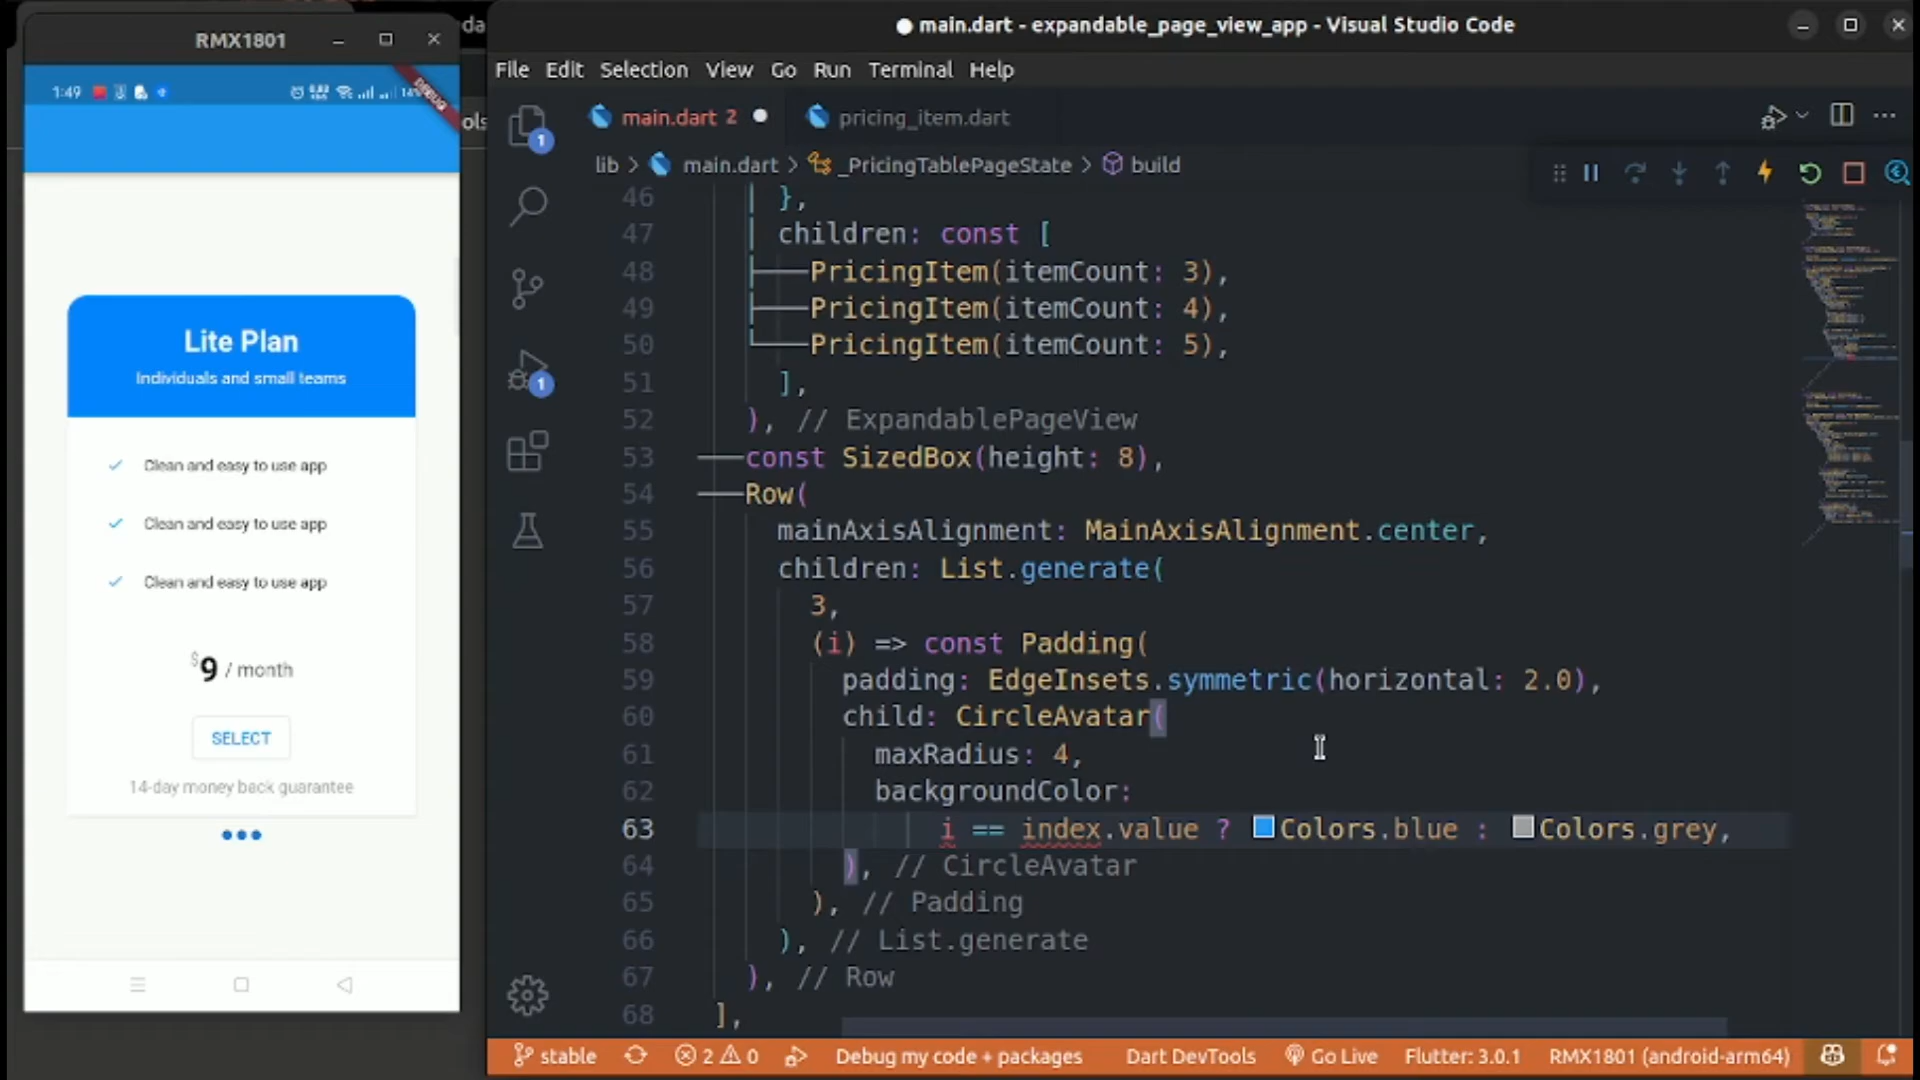 RMX1801
da
main.dart - expandable_page_view_app - Visual Studio Code
File Edit Selection View Go Run Terminal Help
1:49
14%
DEBUG
ols
main.dart 2
pricing_item.dart
lib > main.dart > _PricingTablePageState > build
46 },
47 children: const [
48 PricingItem(itemCount: 3),
49 PricingItem(itemCount: 4),
50 PricingItem(itemCount: 5),
51 ],
52 ), // ExpandablePageView
53 const SizedBox(height: 8),
54 Row(
55 mainAxisAlignment: MainAxisAlignment.center,
56 children: List.generate(
57 3,
58 (i) => const Padding(
59 padding: EdgeInsets.symmetric(horizontal: 2.0),
60 child: CircleAvatar(
61 maxRadius: 4,
62 backgroundColor:
63 i == index.value ? Colors.blue : Colors.grey,
64 ), // CircleAvatar
65 ), // Padding
66 ), // List.generate
67 ), // Row
68 ],
1
1
Lite Plan
Individuals and small teams
Clean and easy to use app
Clean and easy to use app
Clean and easy to use app
$9 / month
SELECT
14-day money back guarantee
stable 2 0 Debug my code + packages Dart DevTools Go Live Flutter: 3.0.1 RMX1801 (android-arm64)